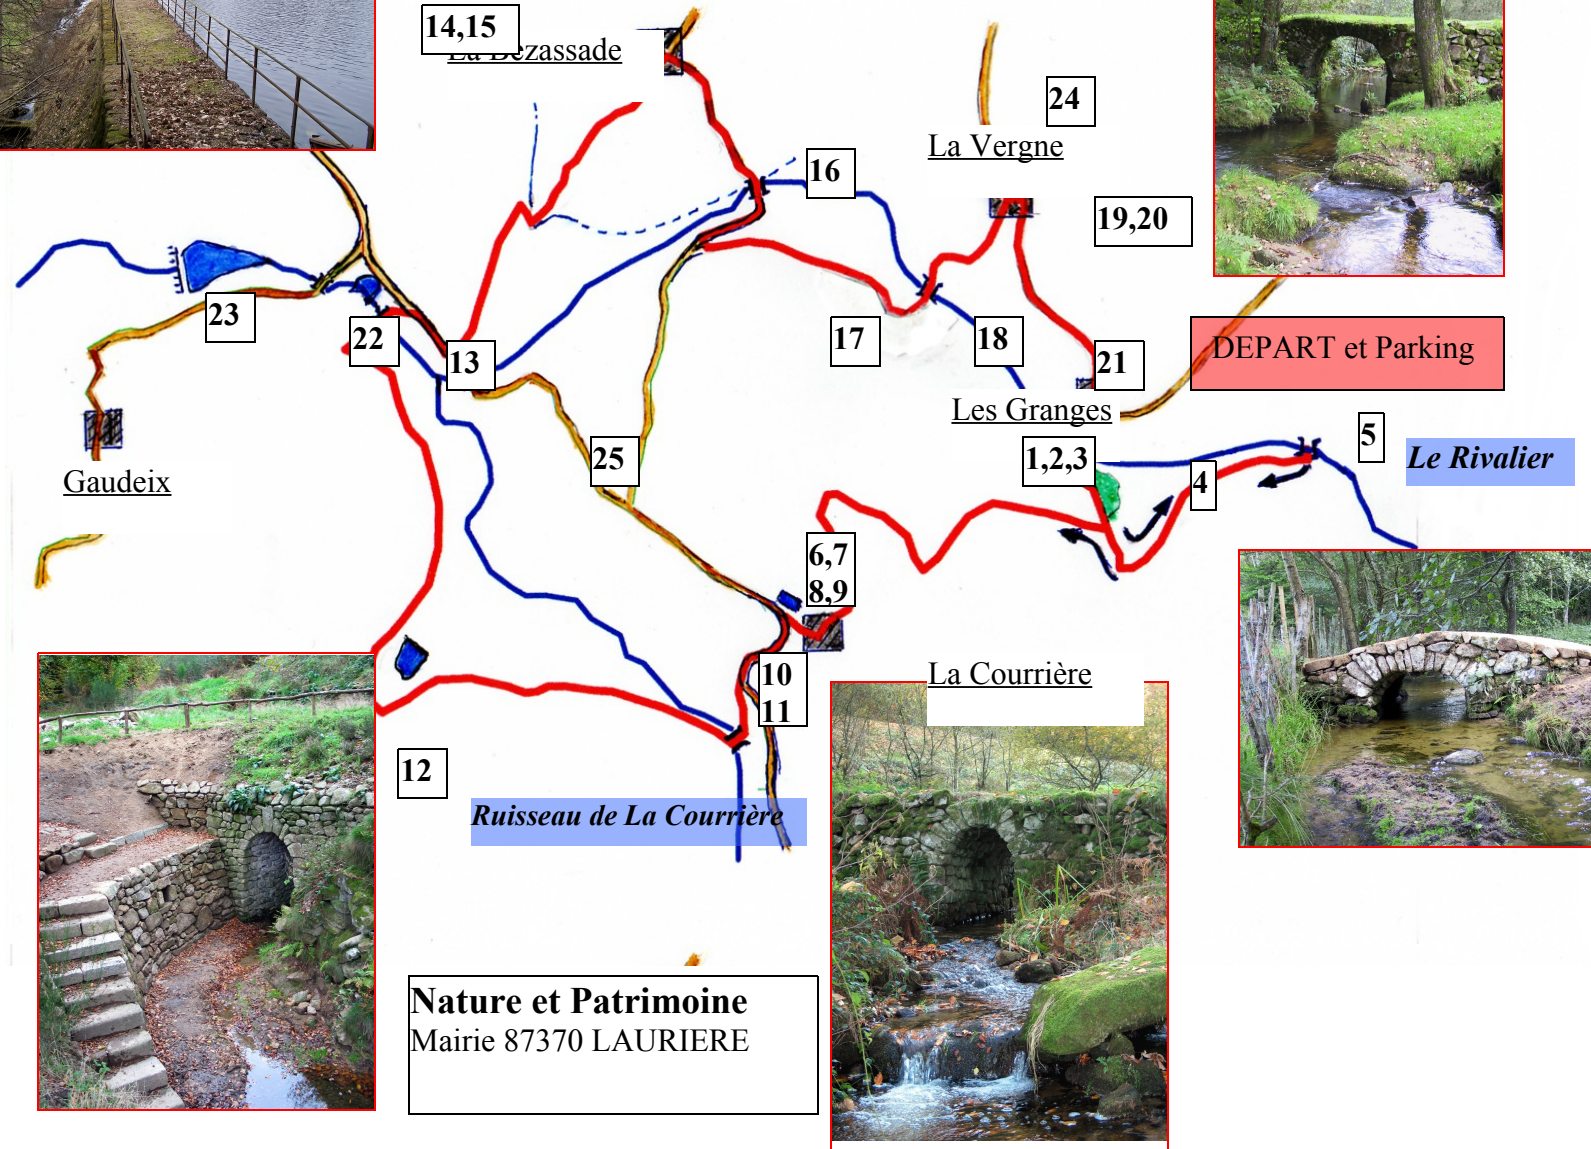 14,15
La Bezassade
24
La Vergne
16
19,20
23
22
13
17
18
21
DEPART et Parking
Les Granges
5
Le Rivalier
25
1,2,3
4
Gaudeix
6,7
8,9
10
11
La Courrière
12
Ruisseau de La Courrière
Nature et Patrimoine
Mairie 87370 LAURIERE